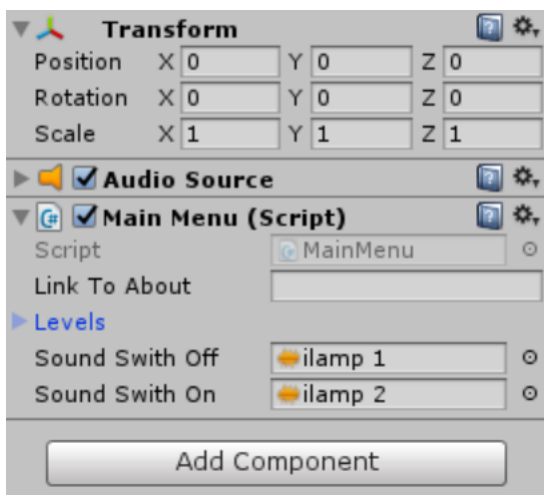 Transform
Position X 0 Y 0 Z 0
Rotation X 0 Y 0 Z 0
Scale X 1 Y 1 Z 1
Audio Source
C# Main Menu (Script)
Script MainMenu
Link To About
Levels
Sound Swith Off ilamp 1
Sound Swith On ilamp 2
Add Component